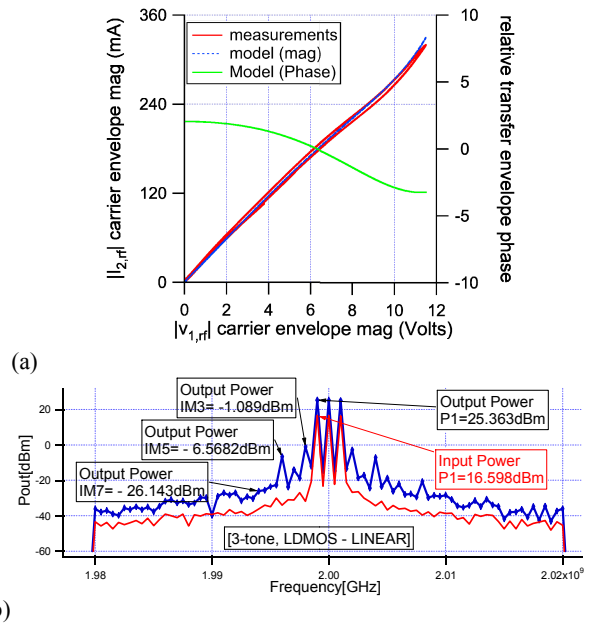 360
240
120
0
|I2,rf| carrier envelope mag (mA)
measurements
model (mag)
Model (Phase)
10
5
0
-5
-10
relative transfer envelope phase
0 2 4 6 8 10 12
|v1,rf| carrier envelope mag (Volts)
(a)
Output Power
IM3= -1.089dBm
Output Power
IM5= - 6.5682dBm
Output Power
IM7= - 26.143dBm
Output Power
P1=25.363dBm
Input Power
P1=16.598dBm
20
0
-20
-40
-60
Pout[dBm]
[3-tone, LDMOS - LINEAR]
1.98 1.99 2.00 2.01 2.02x10⁹
Frequency[GHz]
)